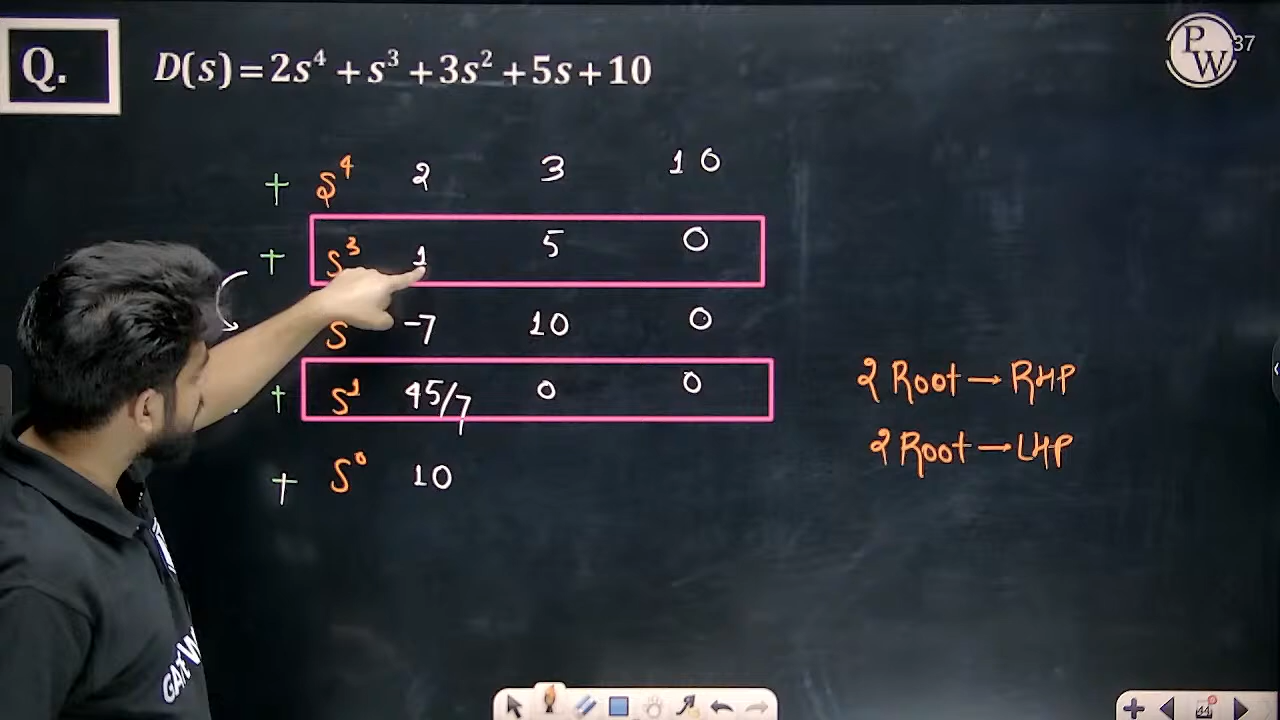 Q. D(s) = 2s⁴ + s³ + 3s² + 5s + 10
PW 37
+ S⁴ 2 3 10
+ S³ 1 5 0
S -7 10 0
+ S¹ 45/7 0 0
+ S⁰ 10
2 Root → RHP
2 Root → LHP
44